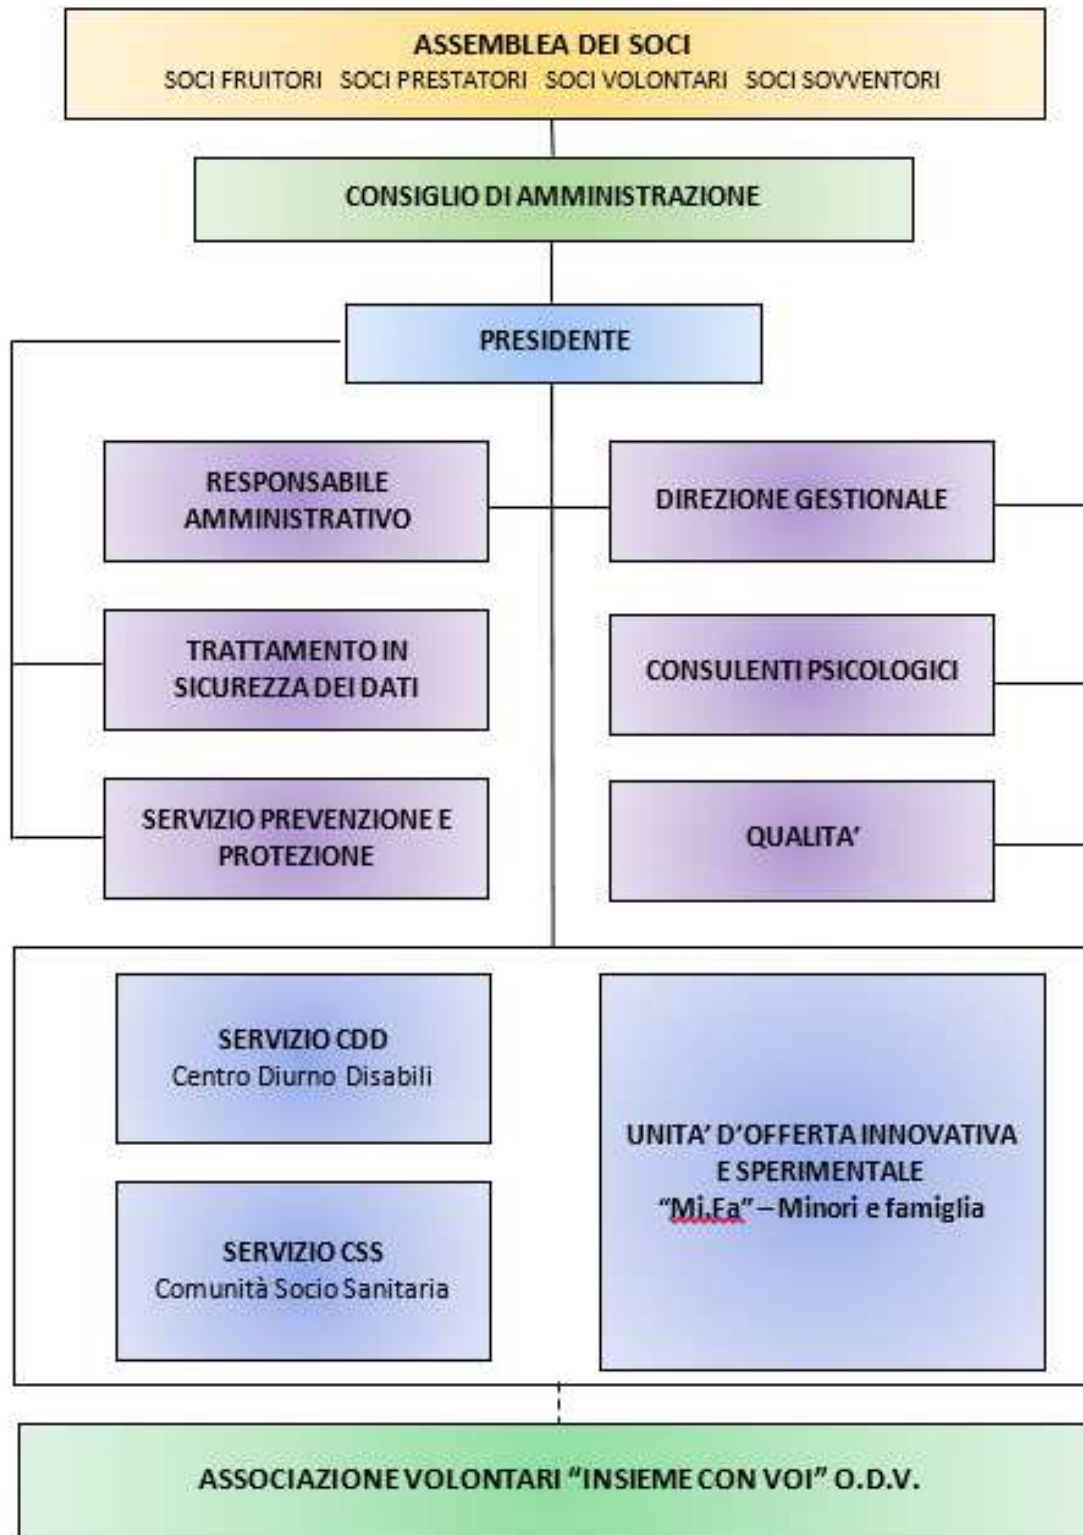 ASSEMBLEA DEI SOCI
SOCI FRUITORI SOCI PRESTATORI SOCI VOLONTARI SOCI SOVVENTORI
CONSIGLIO DI AMMINISTRAZIONE
PRESIDENTE
RESPONSABILE
AMMINISTRATIVO
DIREZIONE GESTIONALE
TRATTAMENTO IN
SICUREZZA DEI DATI
CONSULENTI PSICOLOGICI
SERVIZIO PREVENZIONE E
PROTEZIONE
QUALITA’
SERVIZIO CDD
Centro Diurno Disabili
SERVIZIO CSS
Comunità Socio Sanitaria
UNITA’ D’OFFERTA INNOVATIVA
E SPERIMENTALE
“Mi.Fa” – Minori e famiglia
ASSOCIAZIONE VOLONTARI “INSIEME CON VOI” O.D.V.